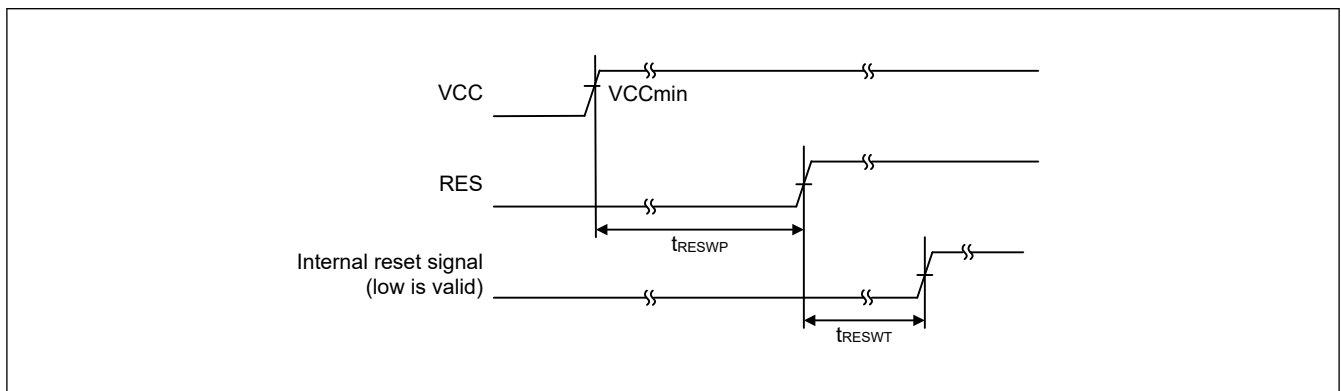 VCC
VCCmin
RES
tRESWP
Internal reset signal
(low is valid)
tRESWT